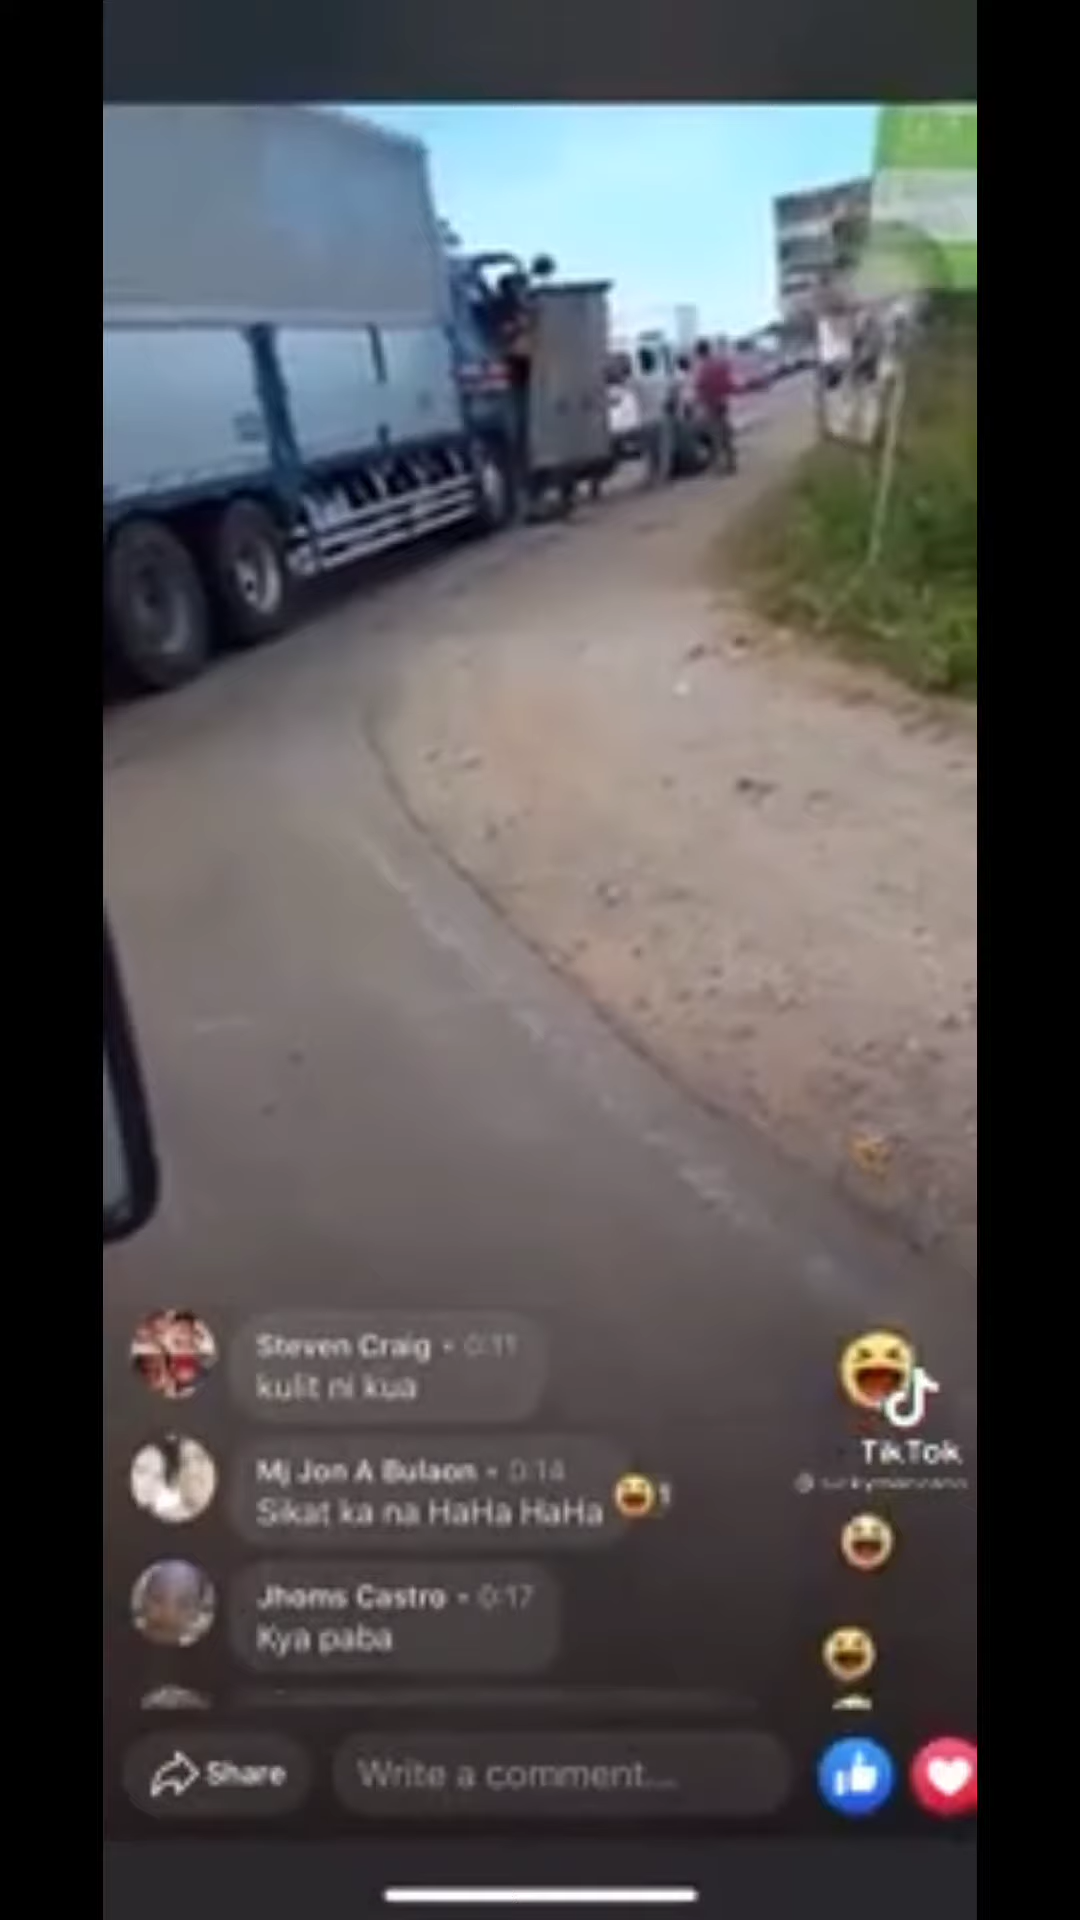 Steven Craig • 0:11
kulit ni kua
Mj Jon A Bulaon • 0:14
Sikat ka na HaHa HaHa
1
Jhoms Castro • 0:17
Kya paba
TikTok
Share
Write a comment...